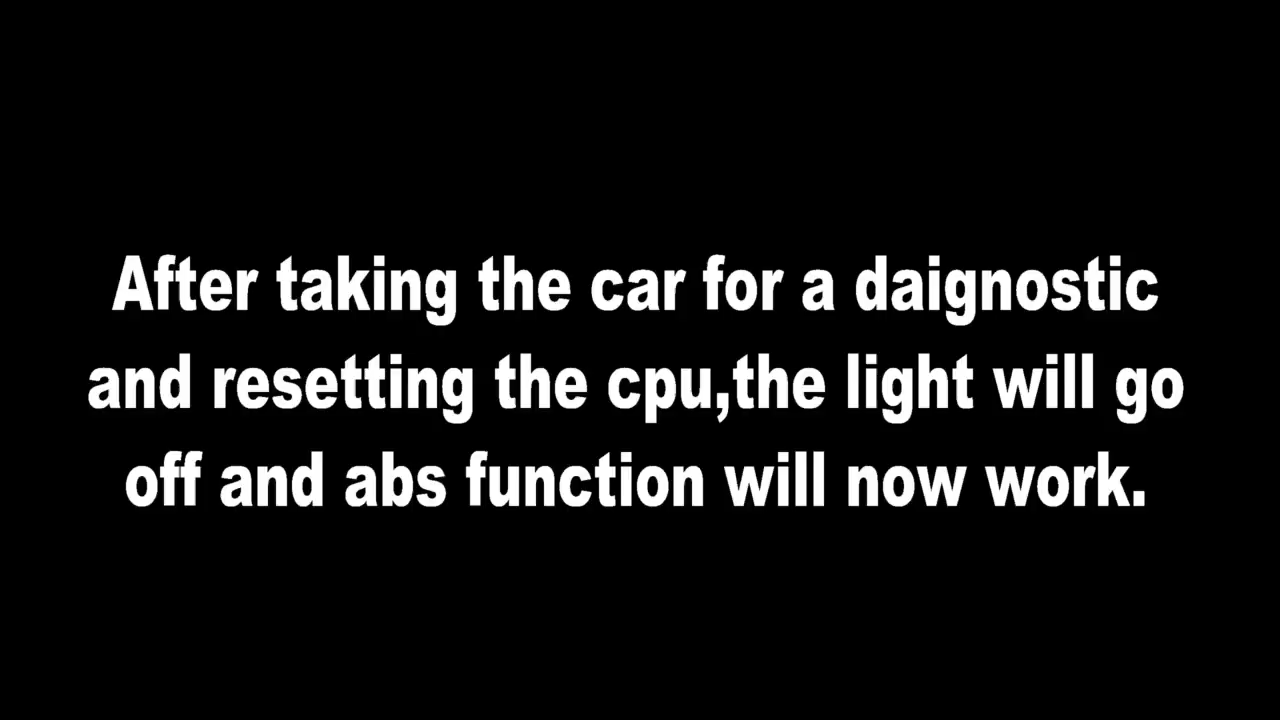 After taking the car for a daignostic
and resetting the cpu,the light will go
off and abs function will now work.